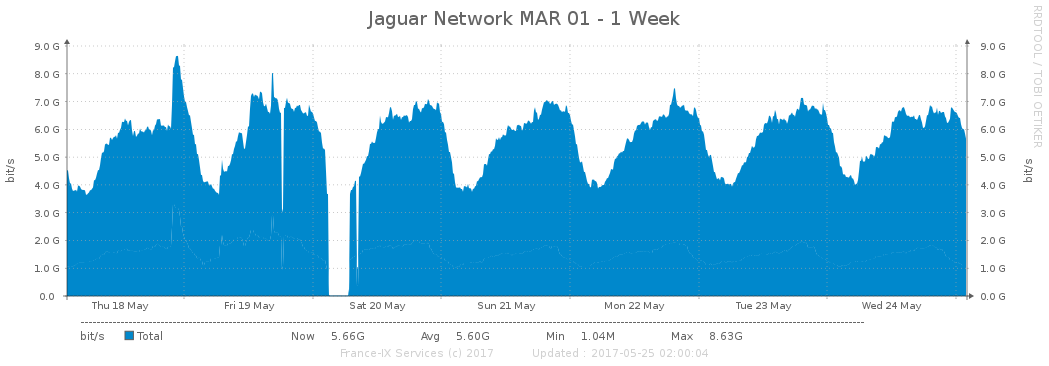 Jaguar Network MAR 01 - 1 Week
RRDTOOL / TOBI OETIKER
9.0 G 9.0 G
8.0 G 8.0 G
7.0 G 7.0 G
6.0 G 6.0 G
5.0 G 5.0 G
4.0 G 4.0 G
3.0 G 3.0 G
2.0 G 2.0 G
1.0 G 1.0 G
0.0 0.0 G
bit/s
bit/s
Thu 18 May Fri 19 May Sat 20 May Sun 21 May Mon 22 May Tue 23 May Wed 24 May
bit/s Total Now 5.66G Avg 5.60G Min 1.04M Max 8.63G
France-IX Services (c) 2017 Updated : 2017-05-25 02:00:04